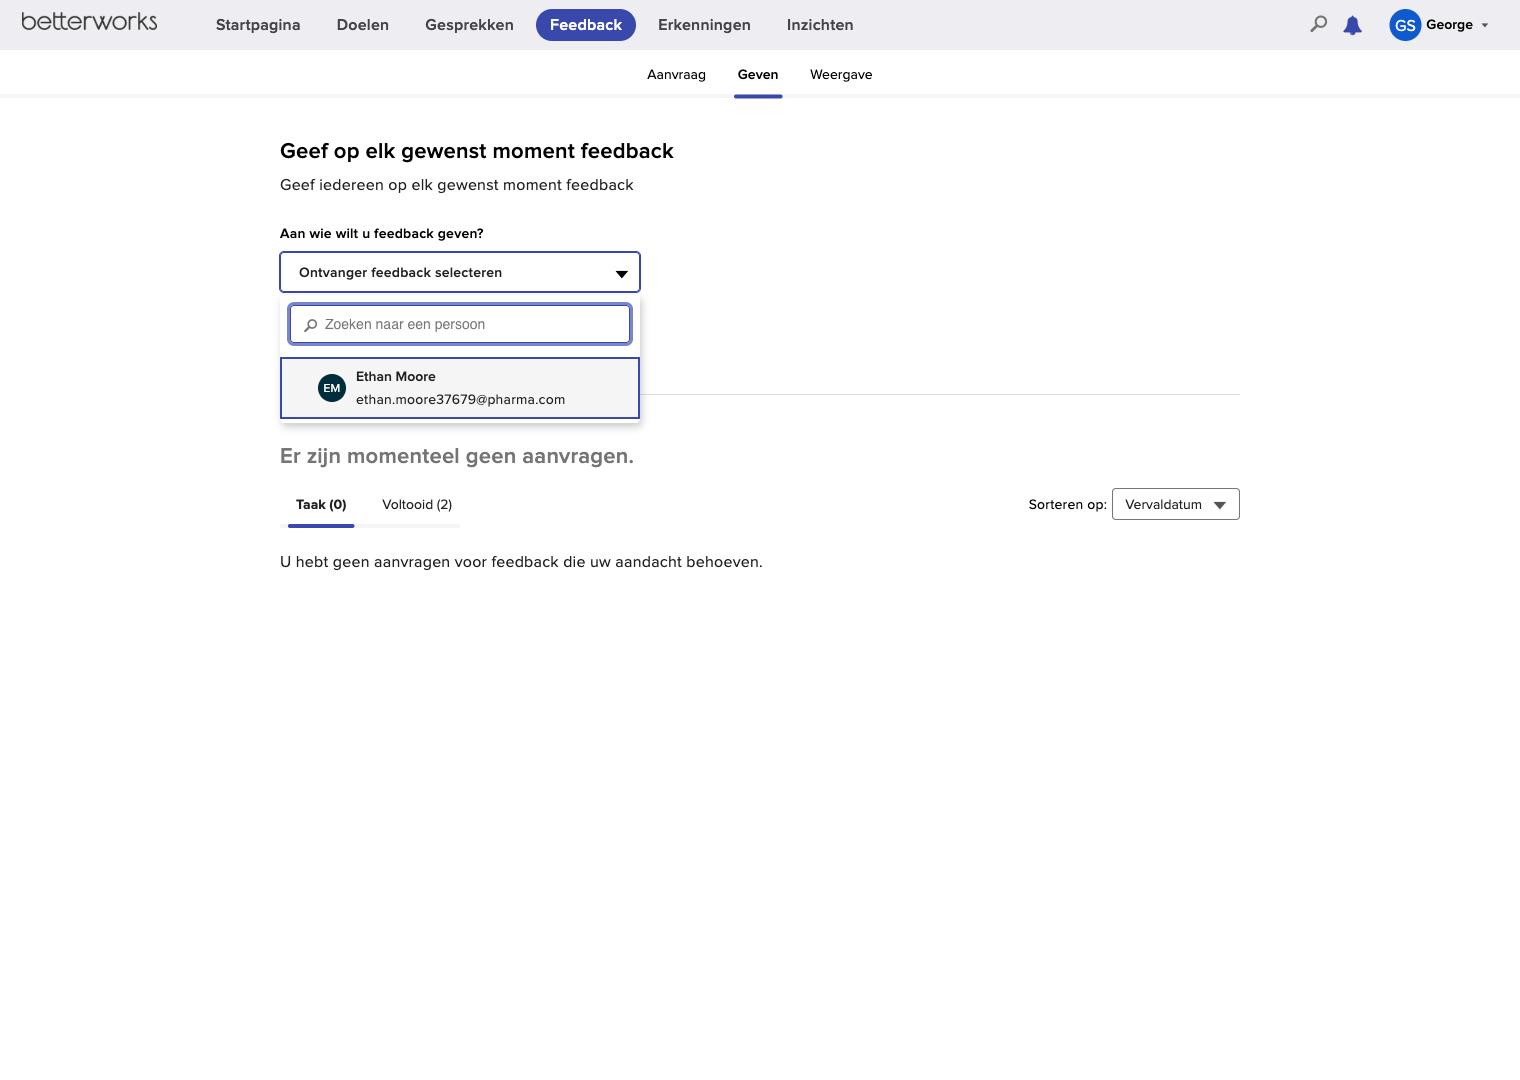 betterworks Startpagina Doelen Gesprekken Feedback Erkenningen Inzichten GS George
Aanvraag Geven Weergave
Geef op elk gewenst moment feedback
Geef iedereen op elk gewenst moment feedback
Aan wie wilt u feedback geven?
Ontvanger feedback selecteren
Zoeken naar een persoon
EM Ethan Moore
ethan.moore37679@pharma.com
Er zijn momenteel geen aanvragen.
Taak (0) Voltooid (2) Sorteren op: Vervaldatum
U hebt geen aanvragen voor feedback die uw aandacht behoeven.